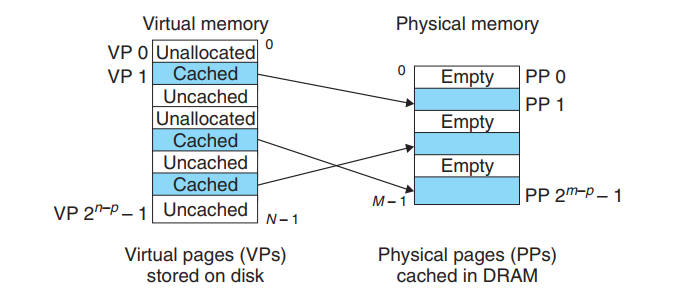 Virtual memory
Physical memory
VP 0 Unallocated 0
VP 1 Cached
Uncached
Unallocated
Cached
Uncached
Cached
VP 2ⁿ⁻ᵖ – 1 Uncached
N – 1
0 Empty PP 0
PP 1
Empty
Empty
M – 1 PP 2ᵐ⁻ᵖ – 1
Virtual pages (VPs)
stored on disk
Physical pages (PPs)
cached in DRAM